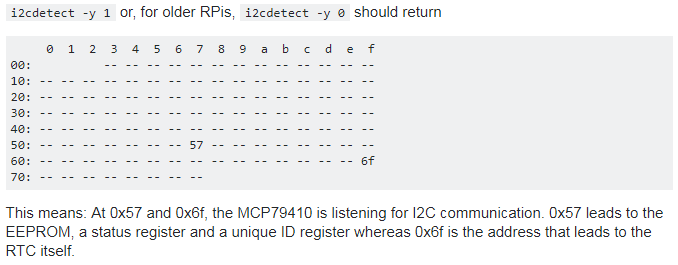 i2cdetect -y 1 or, for older RPis, i2cdetect -y 0 should return
     0  1  2  3  4  5  6  7  8  9  a  b  c  d  e  f
00:          -- -- -- -- -- -- -- -- -- -- -- -- --
10: -- -- -- -- -- -- -- -- -- -- -- -- -- -- -- --
20: -- -- -- -- -- -- -- -- -- -- -- -- -- -- -- --
30: -- -- -- -- -- -- -- -- -- -- -- -- -- -- -- --
40: -- -- -- -- -- -- -- -- -- -- -- -- -- -- -- --
50: -- -- -- -- -- -- -- 57 -- -- -- -- -- -- -- --
60: -- -- -- -- -- -- -- -- -- -- -- -- -- -- -- 6f
70: -- -- -- -- -- -- -- --
This means: At 0x57 and 0x6f, the MCP79410 is listening for I2C communication. 0x57 leads to the
EEPROM, a status register and a unique ID register whereas 0x6f is the address that leads to the
RTC itself.